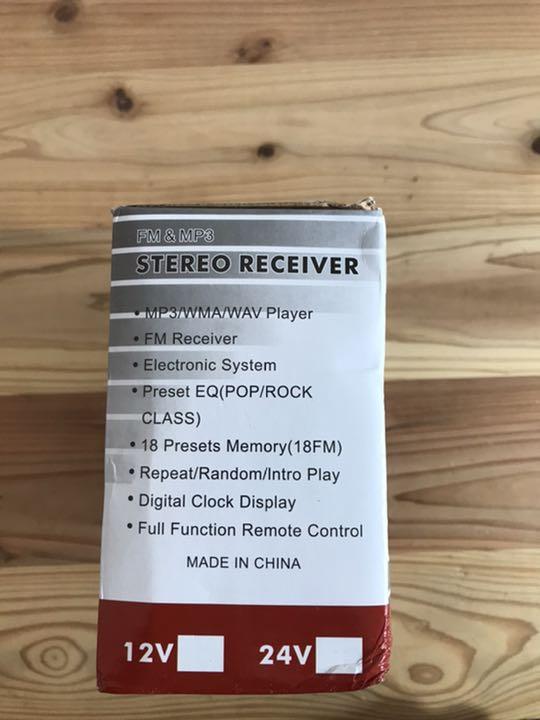 FM & MP3
STEREO RECEIVER
• MP3/WMA/WAV Player
• FM Receiver
• Electronic System
• Preset EQ(POP/ROCK
CLASS)
• 18 Presets Memory(18FM)
• Repeat/Random/Intro Play
• Digital Clock Display
• Full Function Remote Control
MADE IN CHINA
12V 24V